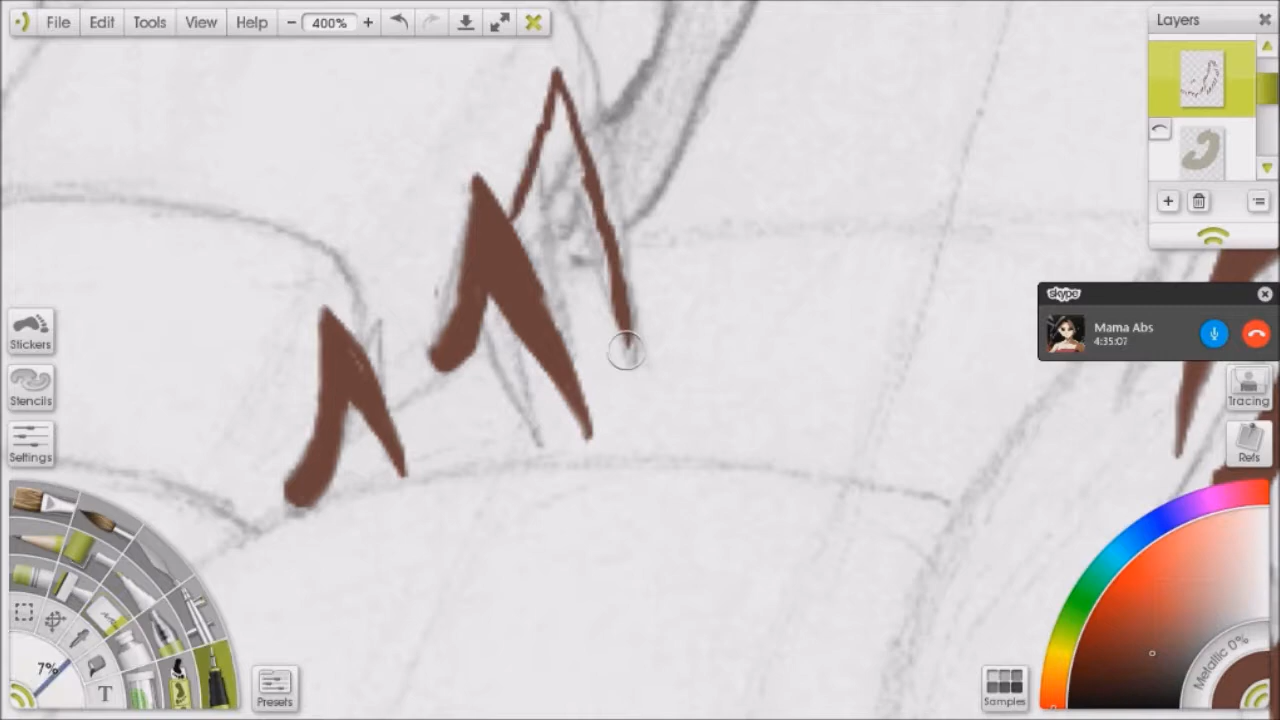 File Edit Tools View Help − 400% +
Layers
skype
Mama Abs
4:35:07
Stickers
Stencils
Settings
Tracing
Refs
7%
T
Presets
Samples
Metallic 0%